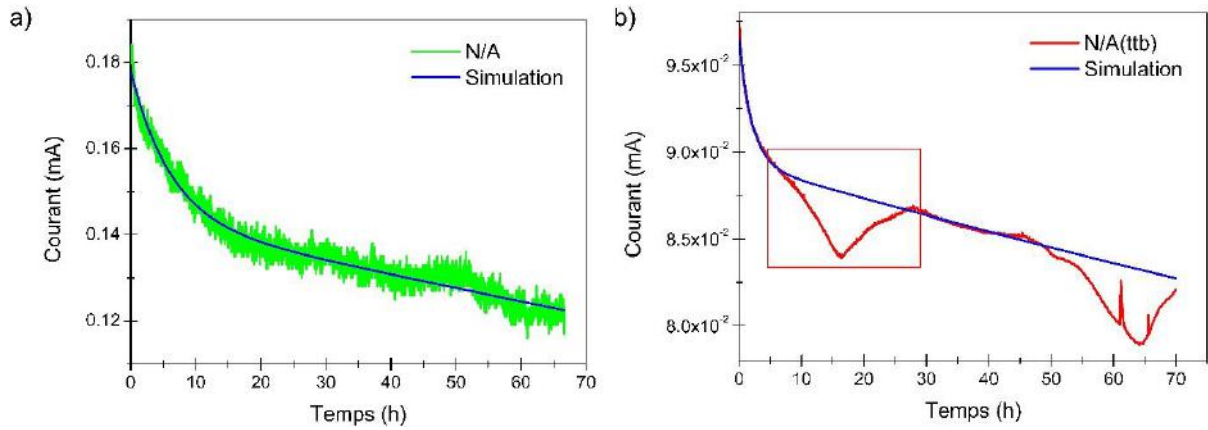 a)
N/A
Simulation
Courant (mA)
0.18
0.16
0.14
0.12
0 10 20 30 40 50 60 70
Temps (h)
b)
N/A(ttb)
Simulation
Courant (mA)
9.5x10⁻²
9.0x10⁻²
8.5x10⁻²
8.0x10⁻²
0 10 20 30 40 50 60 70
Temps (h)